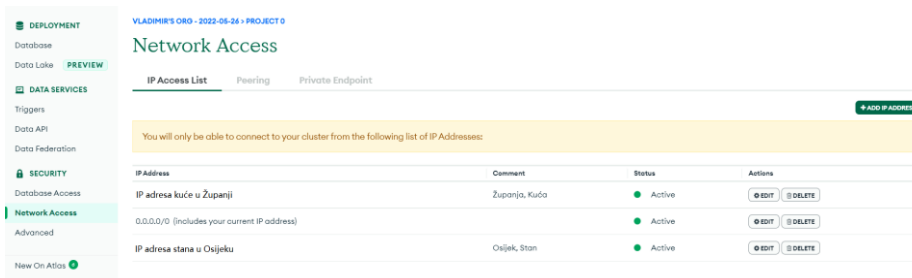 DEPLOYMENT
Database
Data Lake PREVIEW
DATA SERVICES
Triggers
Data API
Data Federation
SECURITY
Database Access
Network Access
Advanced
New On Atlas
VLADIMIR'S ORG - 2022-05-26 > PROJECT 0
Network Access
IP Access List Peering Private Endpoint
+ ADD IP ADDRES
You will only be able to connect to your cluster from the following list of IP Addresses:
IP Address Comment Status Actions
IP adresa kuće u Županji Županja, Kuća Active EDIT DELETE
0.0.0.0/0 (includes your current IP address) Active EDIT DELETE
IP adresa stana u Osijeku Osijek, Stan Active EDIT DELETE